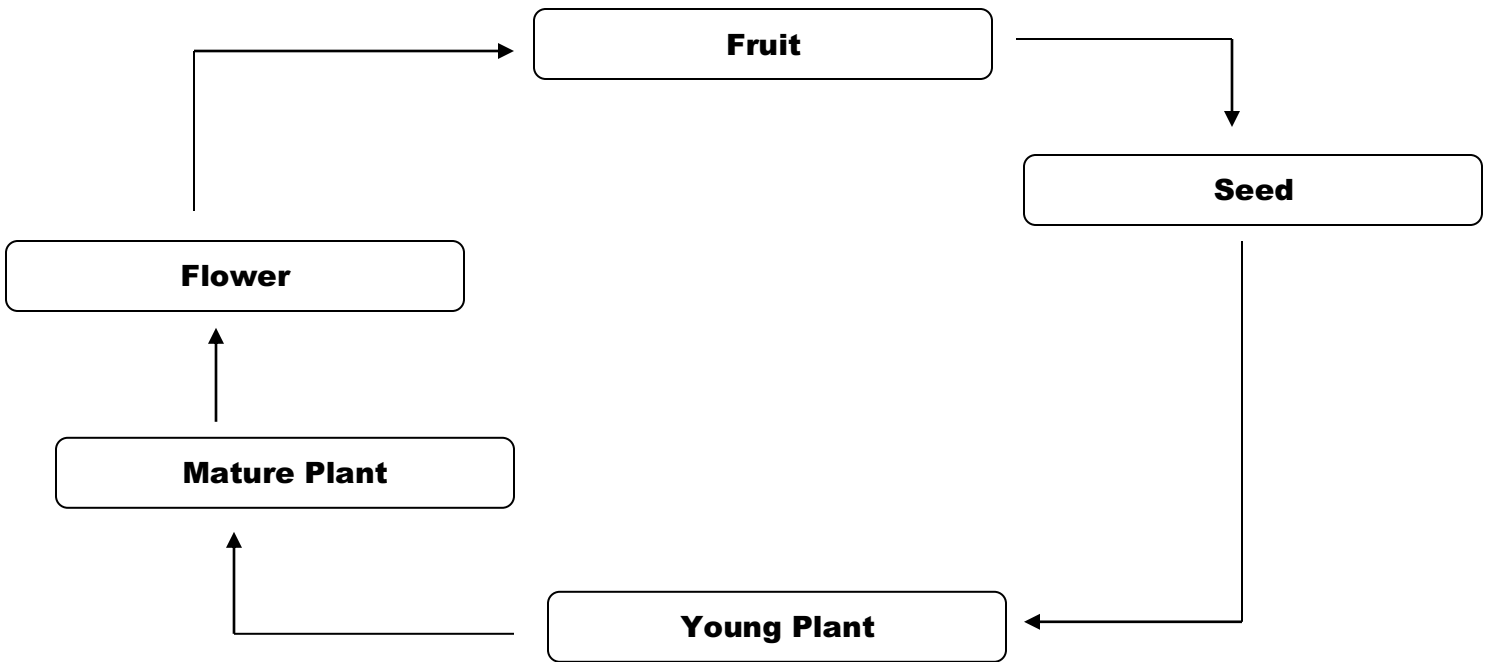 Fruit
Seed
Flower
Mature Plant
Young Plant